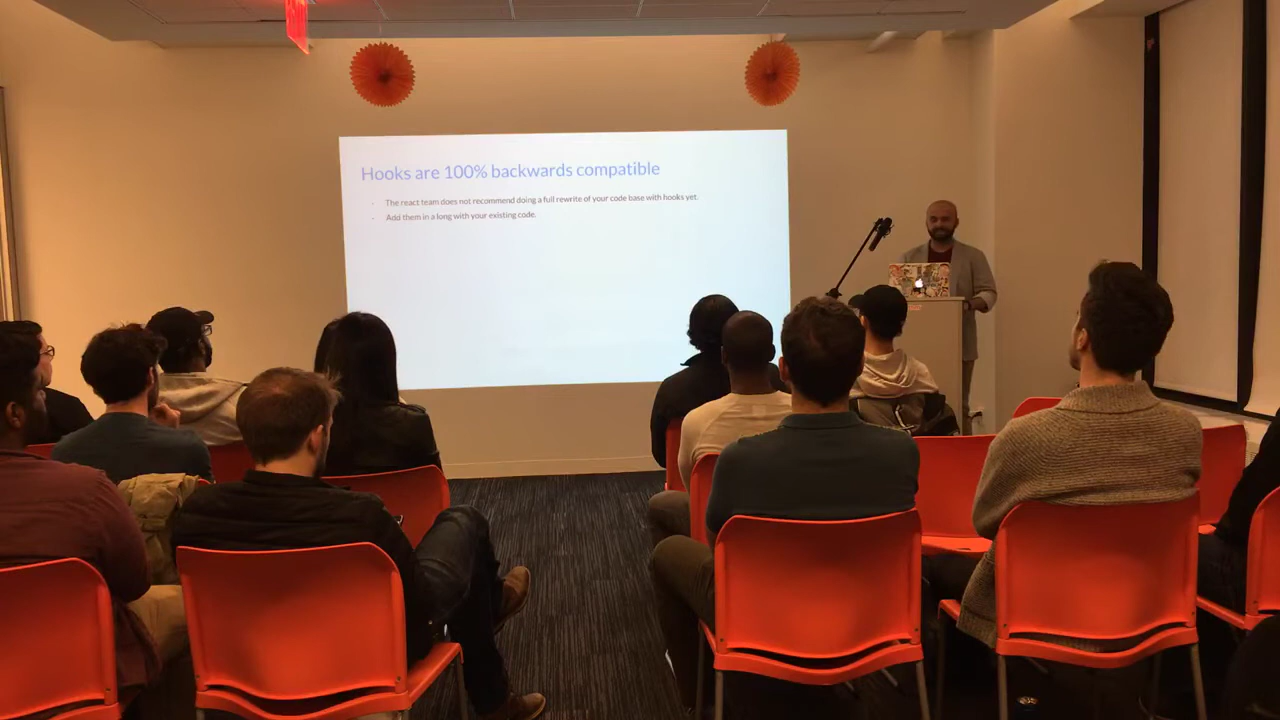 Hooks are 100% backwards compatible
- The react team does not recommend doing a full rewrite of your code base with hooks yet.
- Add them in a long with your existing code.